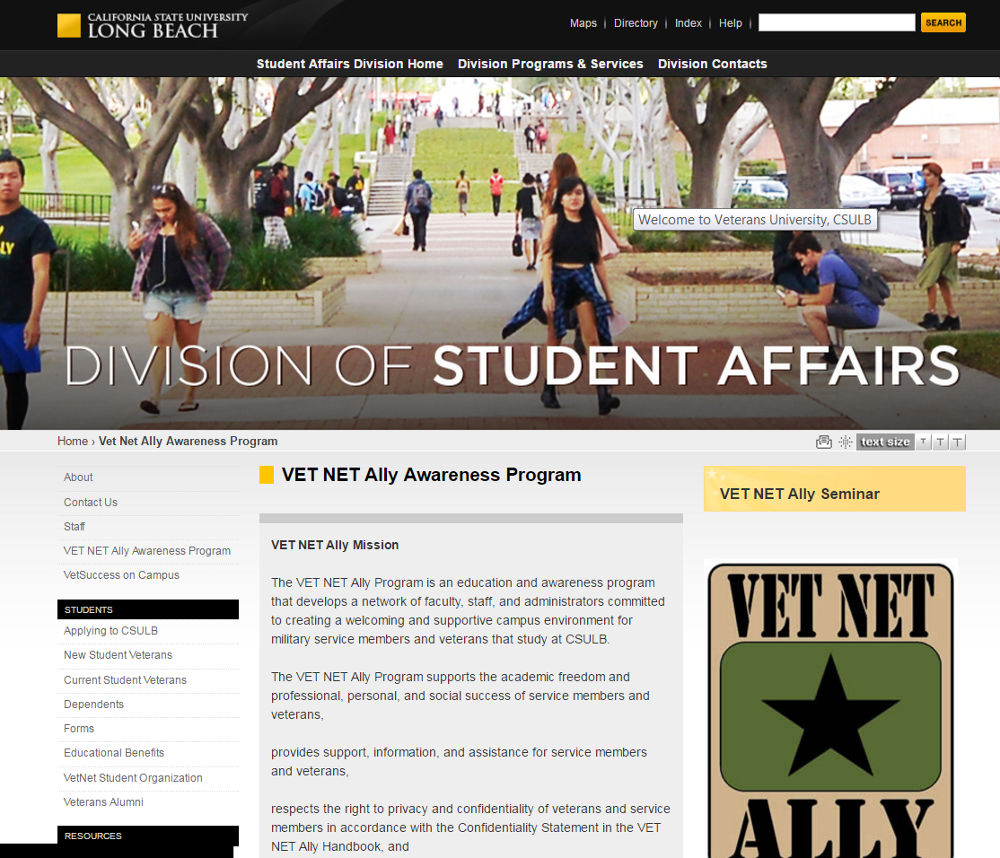 CALIFORNIA STATE UNIVERSITY
LONG BEACH
Maps | Directory | Index | Help |
SEARCH
Student Affairs Division Home Division Programs & Services Division Contacts
Welcome to Veterans University, CSULB
DIVISION OF STUDENT AFFAIRS
Home › Vet Net Ally Awareness Program
text size T T T
About
Contact Us
Staff
VET NET Ally Awareness Program
VetSuccess on Campus
STUDENTS
Applying to CSULB
New Student Veterans
Current Student Veterans
Dependents
Forms
Educational Benefits
VetNet Student Organization
Veterans Alumni
RESOURCES
VET NET Ally Awareness Program
VET NET Ally Mission
The VET NET Ally Program is an education and awareness program
that develops a network of faculty, staff, and administrators committed
to creating a welcoming and supportive campus environment for
military service members and veterans that study at CSULB.
The VET NET Ally Program supports the academic freedom and
professional, personal, and social success of service members and
veterans,
provides support, information, and assistance for service members
and veterans,
respects the right to privacy and confidentiality of veterans and service
members in accordance with the Confidentiality Statement in the VET
NET Ally Handbook, and
VET NET Ally Seminar
VET NET
ALLY